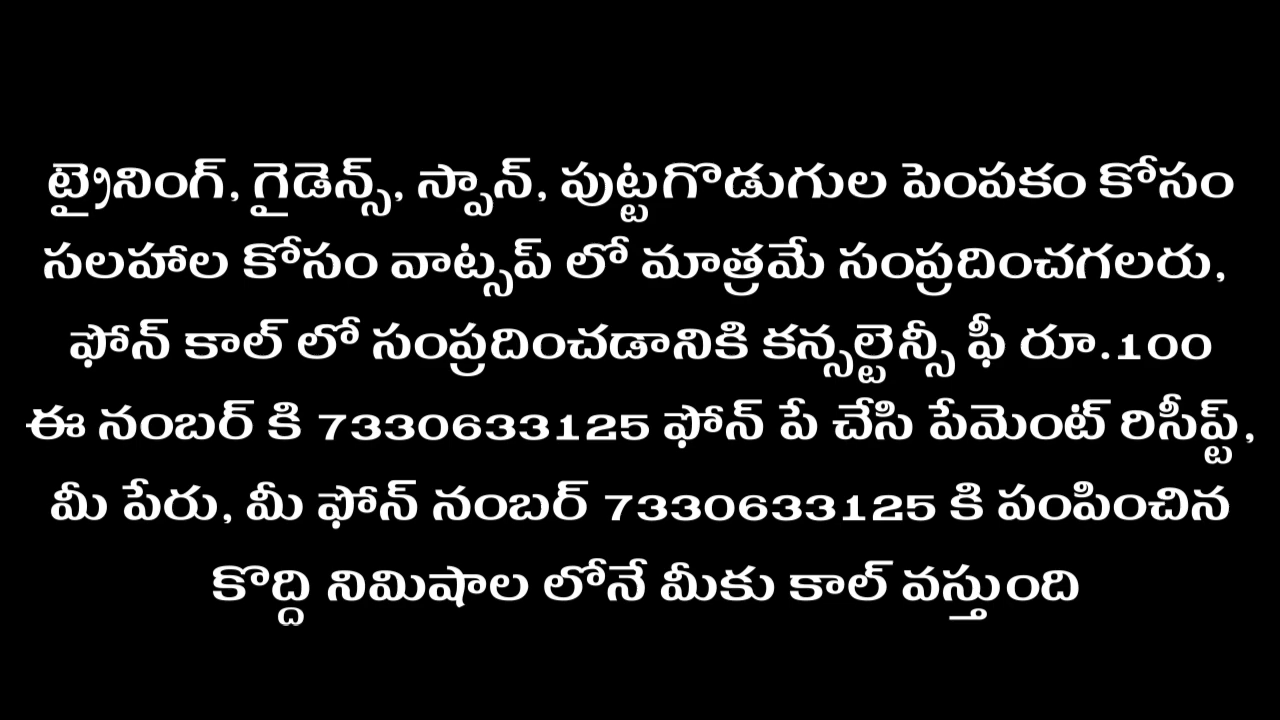 ట్రైనింగ్, గైడెన్స్, స్పాన్, పుట్టగొడుగుల పెంపకం కోసం
సలహాల కోసం వాట్సప్ లో మాత్రమే సంప్రదించగలరు,
ఫోన్ కాల్ లో సంప్రదించడానికి కన్సల్టెన్సీ ఫీ రూ.100
ఈ నంబర్ కి 7330633125 ఫోన్ పే చేసి పేమెంట్ రిసీప్ట్,
మీ పేరు, మీ ఫోన్ నంబర్ 7330633125 కి పంపించిన
కొద్ది నిమిషాల లోనే మీకు కాల్ వస్తుంది